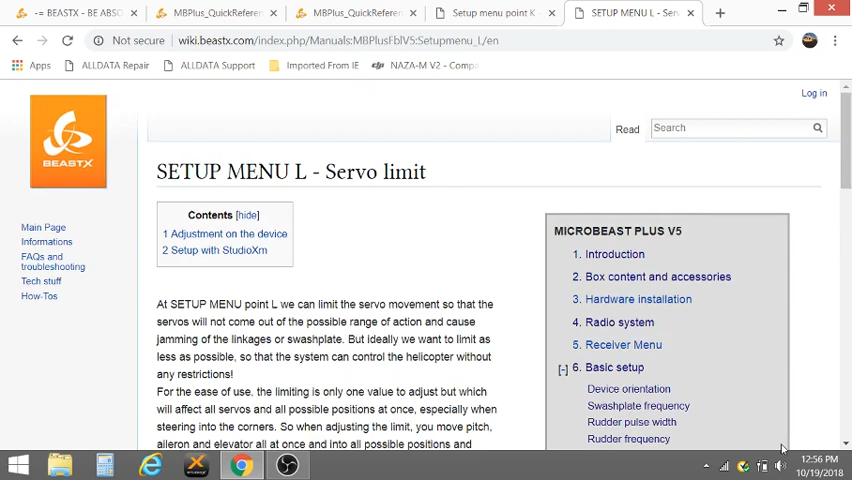 -= BEASTX - BE ABSO
MBPlus_QuickReferen
MBPlus_QuickReferen
Setup menu point K -
SETUP MENU L - Servo
wiki.beastx.com/index.php/Manuals:MBPlusFblV5:Setupmenu_L/en
Apps
ALLDATA Repair
ALLDATA Support
Imported From IE
NAZA-M V2 - Compa
Log in
Read
Search
BEASTX
SETUP MENU L - Servo limit
Main Page
Informations
FAQs and
troubleshooting
Tech stuff
How-Tos
Contents [hide]
1 Adjustment on the device
2 Setup with StudioXm
At SETUP MENU point L we can limit the servo movement so that the
servos will not come out of the possible range of action and cause
jamming of the linkages or swashplate. But ideally we want to limit as
less as possible, so that the system can control the helicopter without
any restrictions!
For the ease of use, the limiting is only one value to adjust but which
will affect all servos and all possible positions at once, especially when
steering into the corners. So when adjusting the limit, you move pitch,
aileron and elevator all at once and into all possible positions and
MICROBEAST PLUS V5
1. Introduction
2. Box content and accessories
3. Hardware installation
4. Radio system
5. Receiver Menu
[-] 6. Basic setup
Device orientation
Swashplate frequency
Rudder pulse width
Rudder frequency
12:56 PM
10/19/2018